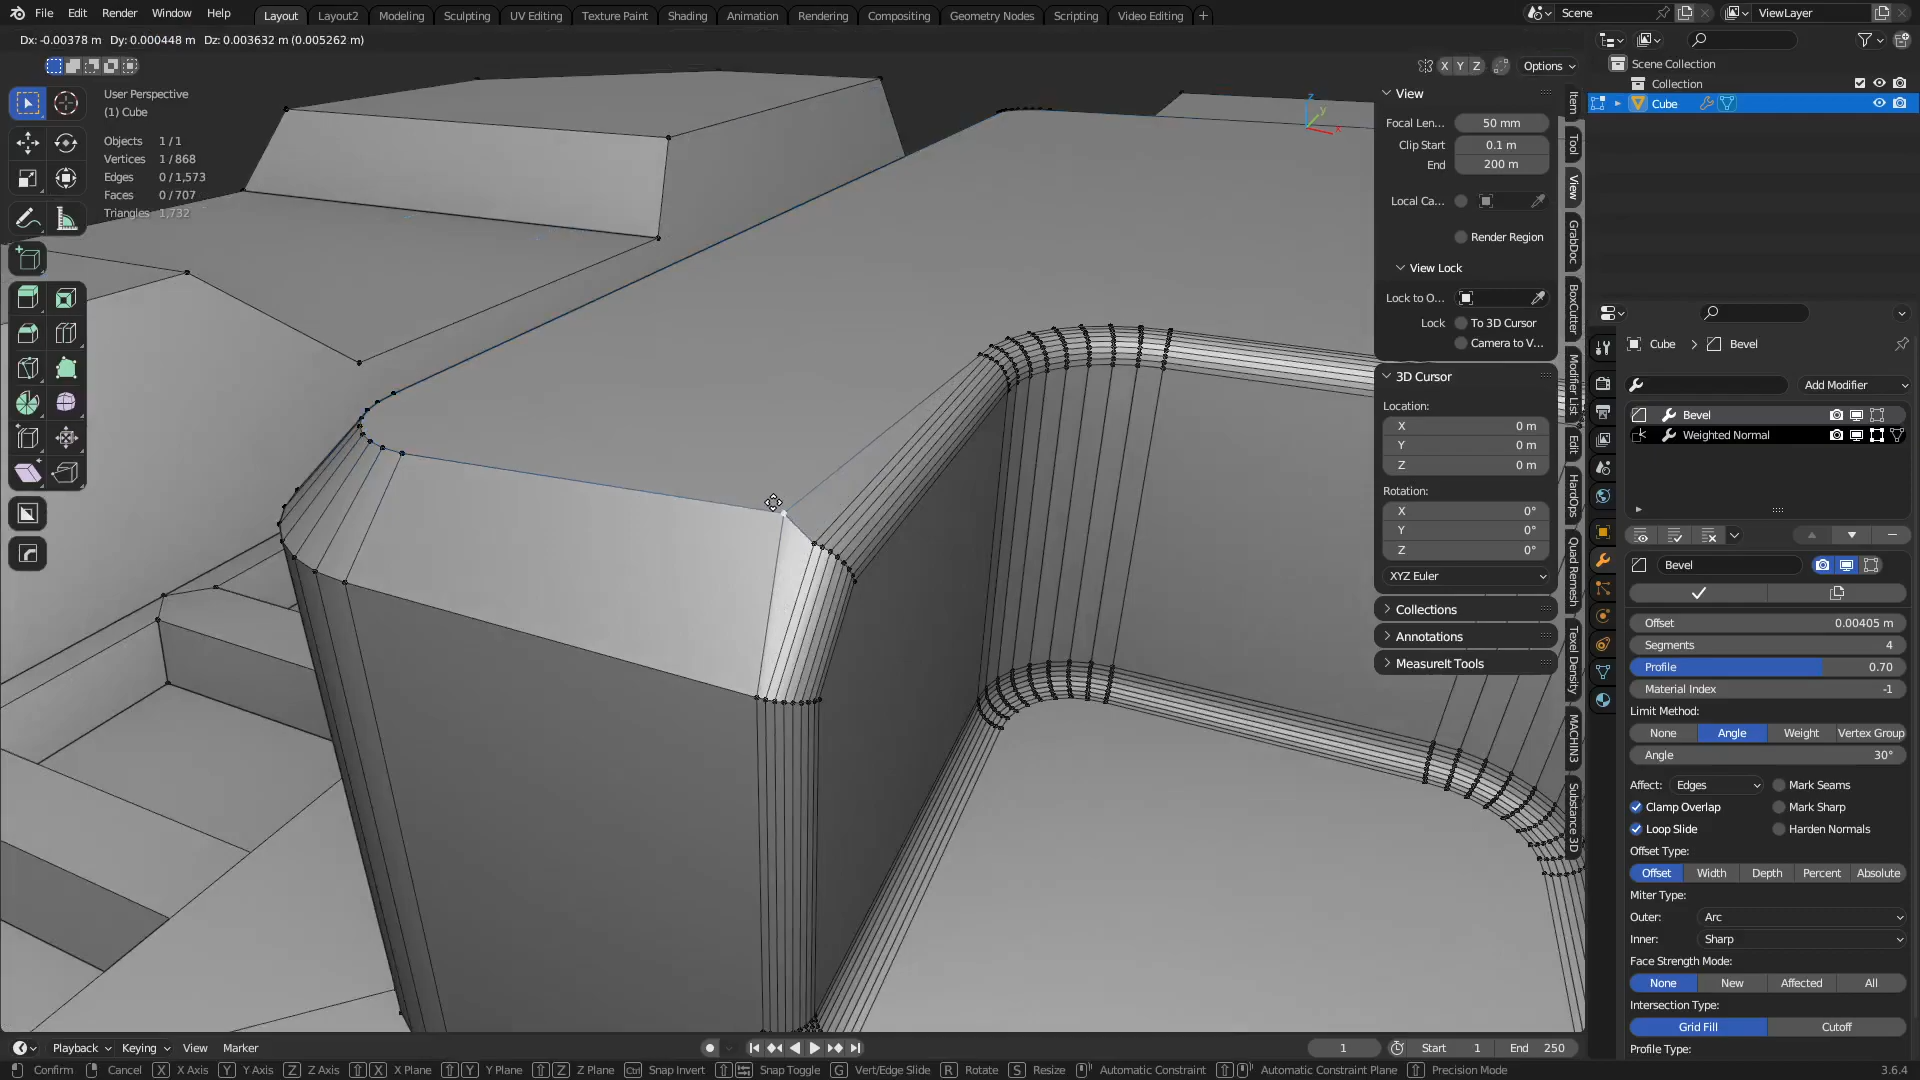 File Edit Render Window Help Layout Layout2 Modeling Sculpting UV Editing Texture Paint Shading Animation Rendering Compositing Geometry Nodes Scripting Video Editing + Scene ViewLayer
Dx: -0.00378 m Dy: 0.000448 m Dz: 0.003632 m (0.005262 m)
X Y Z Options
User Perspective
(1) Cube
Objects 1/1
Vertices 1/868
Edges 0/1,573
Faces 0/707
Triangles 1,732
Z
Y
X
View
Focal Len... 50 mm
Clip Start 0.1 m
End 200 m
Local Ca...
Render Region
View Lock
Lock to O...
Lock To 3D Cursor
Camera to V...
3D Cursor
Location:
X 0 m
Y 0 m
Z 0 m
Rotation:
X 0°
Y 0°
Z 0°
XYZ Euler
Collections
Annotations
MeasureIt Tools
Item
Tool
View
GrabDoc
BoxCutter
Modifier List
Edit
HardOps
Quad Remesh
Texel Density
MACHIN3
Substance 3D
Scene Collection
Collection
Cube
Cube > Bevel
Add Modifier
Bevel
Weighted Normal
Bevel
Offset 0.00405 m
Segments 4
Profile 0.70
Material Index -1
Limit Method:
None Angle Weight Vertex Group
Angle 30°
Affect: Edges Mark Seams
Clamp Overlap Mark Sharp
Loop Slide Harden Normals
Offset Type:
Offset Width Depth Percent Absolute
Miter Type:
Outer: Arc
Inner: Sharp
Face Strength Mode:
None New Affected All
Intersection Type:
Grid Fill Cutoff
Profile Type:
Playback Keying View Marker 1 Start 1 End 250
Confirm Cancel X X Axis Y Y Axis Z Z Axis X X Plane Y Y Plane Z Z Plane Ctrl Snap Invert Snap Toggle G Vert/Edge Slide R Rotate S Resize Automatic Constraint Automatic Constraint Plane Precision Mode 3.6.4